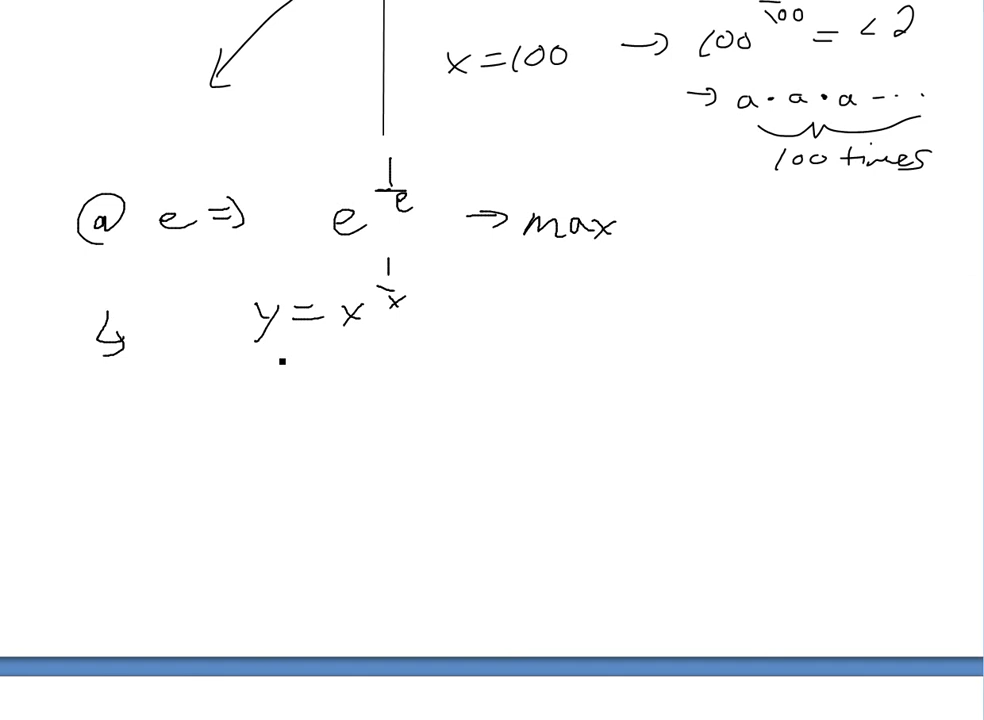 x = 100 → 100^(1/100) = < 2
→ a · a · a - · · ·
100 times
@ e ⇒ e^(1/e) → max
↳ y = x^(1/x)